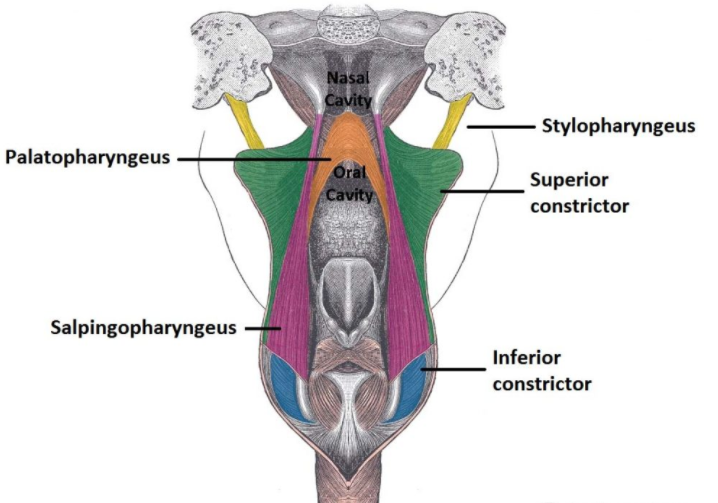 Nasal
Cavity
Stylopharyngeus
Palatopharyngeus
Oral
Cavity
Superior
constrictor
Salpingopharyngeus
Inferior
constrictor